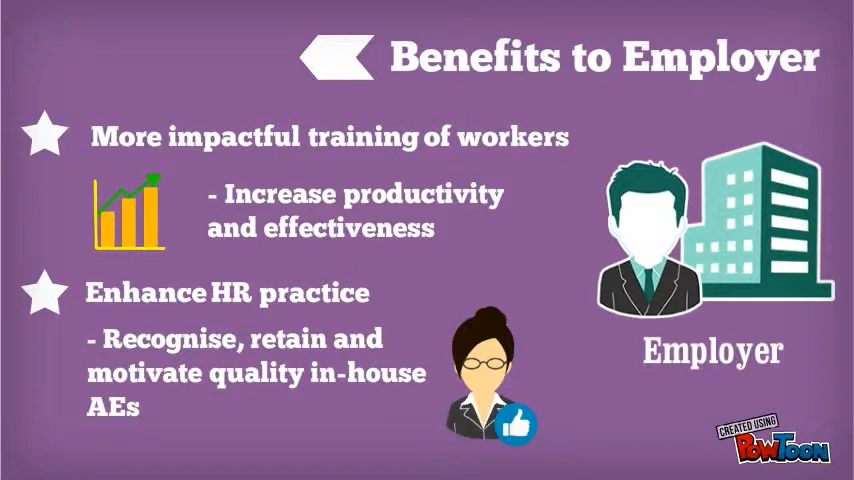 Benefits to Employer
More impactful training of workers
- Increase productivity
and effectiveness
Enhance HR practice
- Recognise, retain and
motivate quality in-house
AEs
Employer
CREATED USING
POWTOON